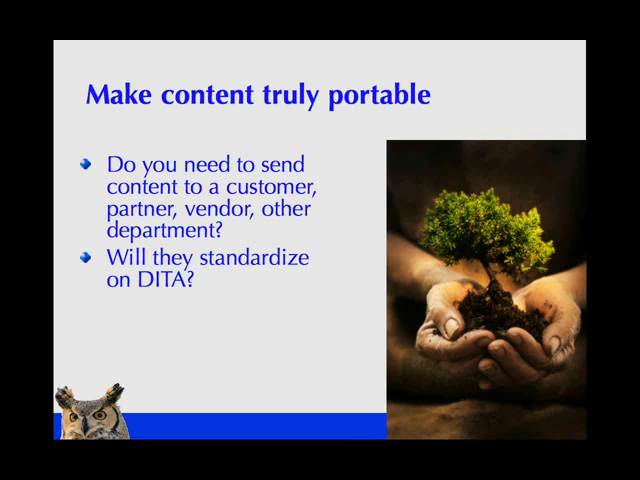 Make content truly portable
Do you need to send
content to a customer,
partner, vendor, other
department?
Will they standardize
on DITA?